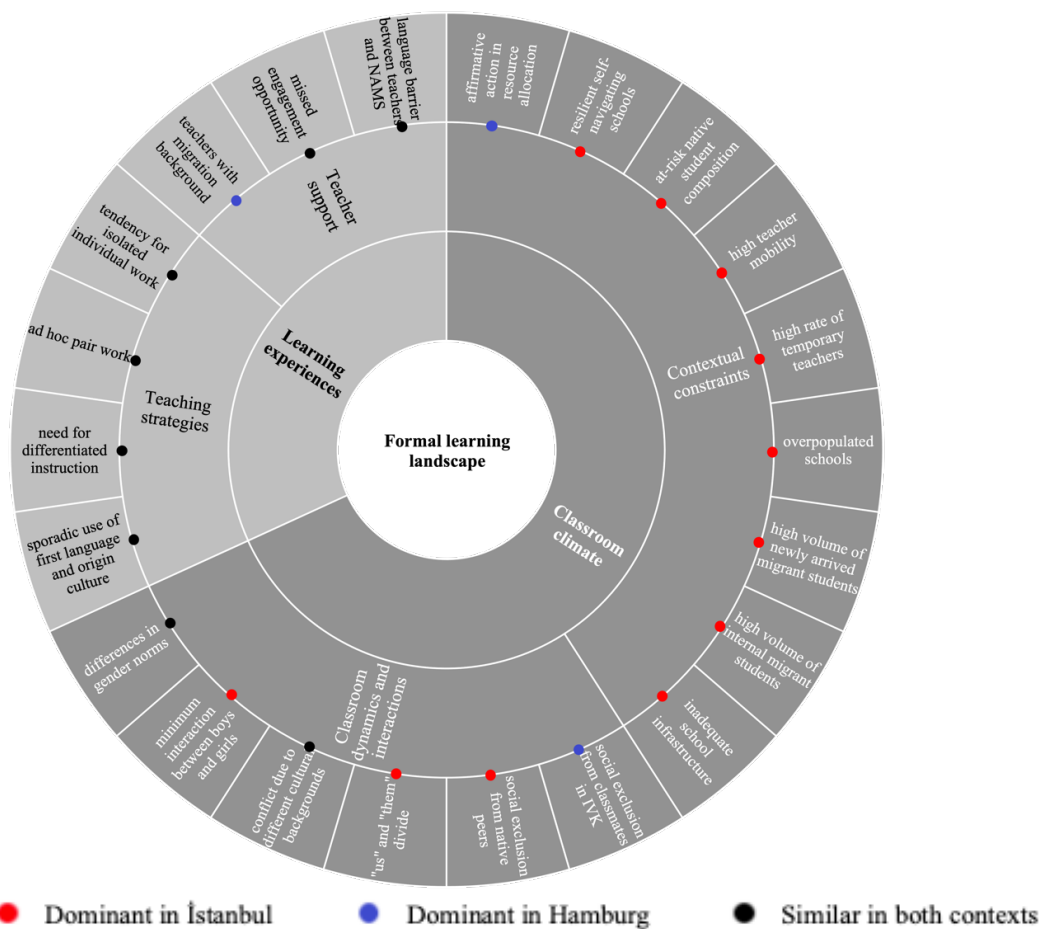 Formal learning
landscape
Learning
experiences
Classroom
climate
Teacher
support
Teaching
strategies
Contextual
constraints
Classroom
dynamics and
interactions
affirmative
action in
resource
allocation
resilient self-
navigating
schools
at-risk native
student
composition
high teacher
mobility
high rate of
temporary
teachers
overpopulated
schools
high volume of
newly arrived
migrant students
high volume of
internal migrant
students
inadequate
school
infrastructure
social exclusion
from classmates
in IVK
social exclusion
from native
peers
"us" and "them"
divide
conflict due to
different cultural
backgrounds
minimum
interaction
between boys
and girls
differences in
gender norms
sporadic use of
first language
and origin
culture
need for
differentiated
instruction
ad hoc pair work
tendency for
isolated
individual work
teachers with
migration
background
missed
engagement
opportunity
language barrier
between teachers
and NAMS
Dominant in İstanbul
Dominant in Hamburg
Similar in both contexts